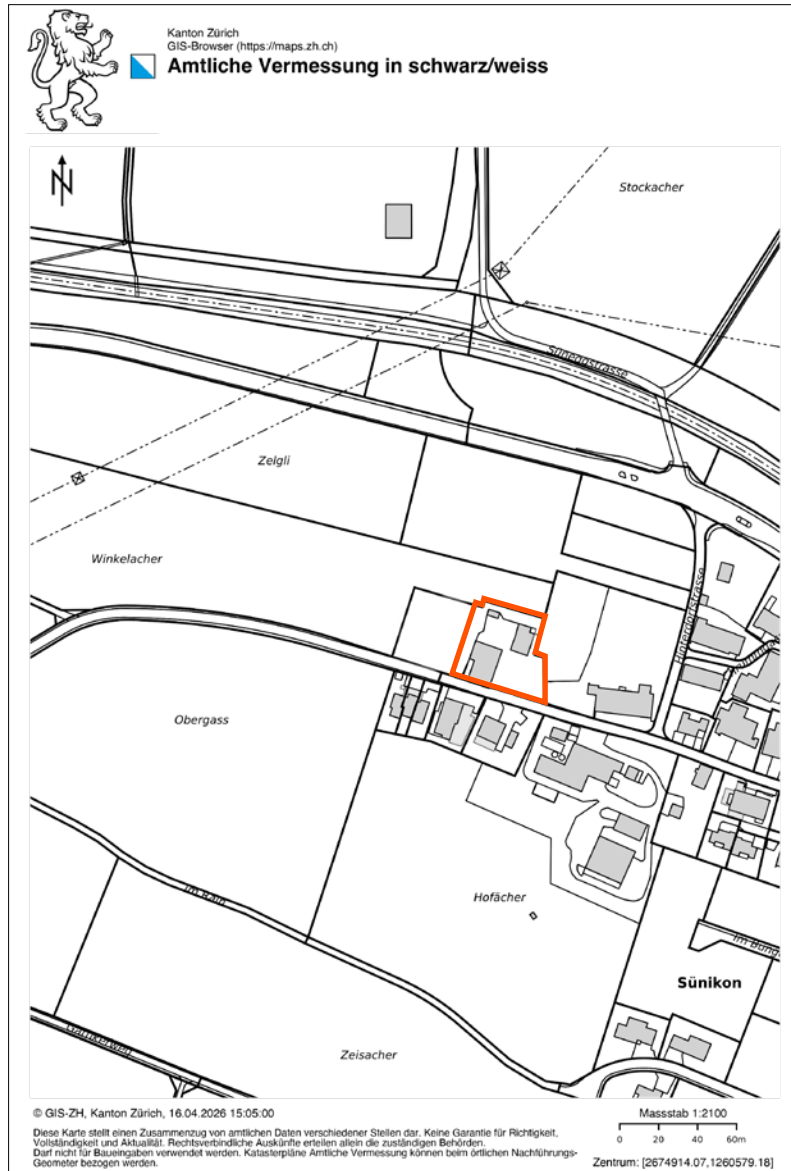 Kanton Zürich
GIS-Browser (https://maps.zh.ch)
Amtliche Vermessung in schwarz/weiss
N
Stockacher
Sünegstrasse
Zelgli
Winkelacher
Hinterdorfstrasse
Obergass
Im Rain
Hofächer
Im Bung
Sünikon
Zeisacher
© GIS-ZH, Kanton Zürich, 16.04.2026 15:05:00
Diese Karte stellt einen Zusammenzug von amtlichen Daten verschiedener Stellen dar. Keine Garantie für Richtigkeit,
Vollständigkeit und Aktualität. Rechtsverbindliche Auskünfte erteilen allein die zuständigen Behörden.
Darf nicht für Baueingaben verwendet werden. Katasterpläne Amtliche Vermessung können beim örtlichen Nachführungs-
Geometer bezogen werden.
Massstab 1:2100
0 20 40 60m
Zentrum: [2674914.07,1260579.18]